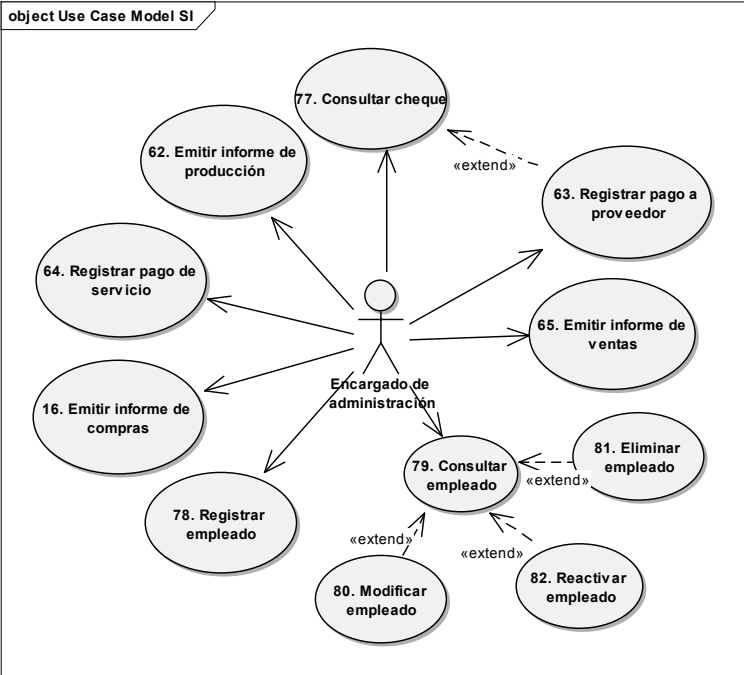 object Use Case Model SI
77. Consultar cheque
62. Emitir informe de
producción
«extend»
63. Registrar pago a
proveedor
64. Registrar pago de
servicio
65. Emitir informe de
ventas
Encargado de
administración
16. Emitir informe de
compras
79. Consultar
empleado
81. Eliminar
empleado
«extend»
78. Registrar
empleado
«extend»
«extend»
80. Modificar
empleado
82. Reactivar
empleado